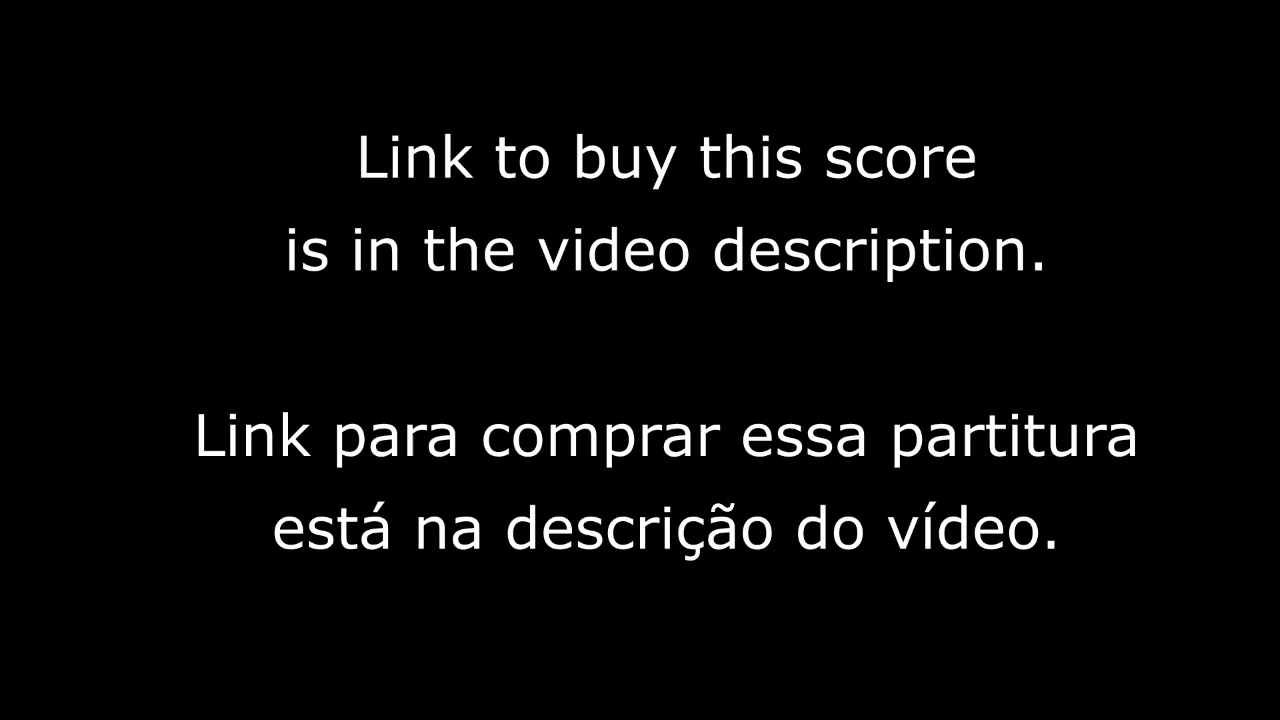 Link to buy this score
is in the video description.
Link para comprar essa partitura
está na descrição do vídeo.